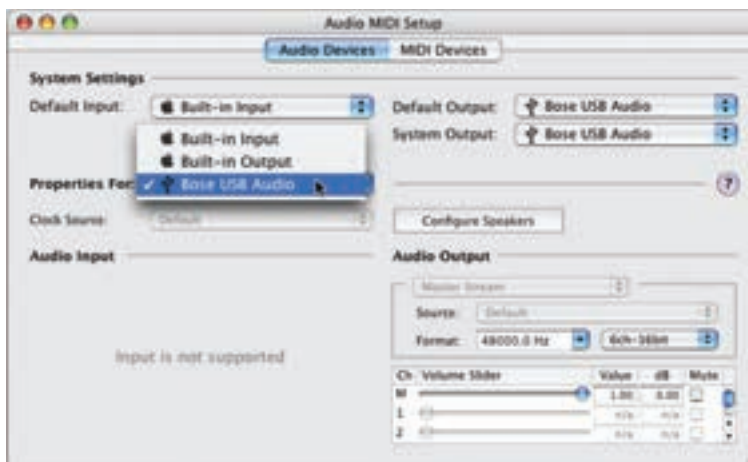 Audio MIDI Setup
Audio Devices MIDI Devices
System Settings
Default Input: Built-in Input
Default Output: Bose USB Audio
System Output: Bose USB Audio
Built-in Input
Built-in Output
Properties For: ✓ Bose USB Audio
?
Clock Source: Default
Configure Speakers
Audio Input
Audio Output
Master Stream
Source: Default
Format: 48000.0 Hz 6ch-16bit
Input is not supported
Ch Volume Slider Value dB Mute
M 1.00 0.00
1 n/a n/a
2 n/a n/a